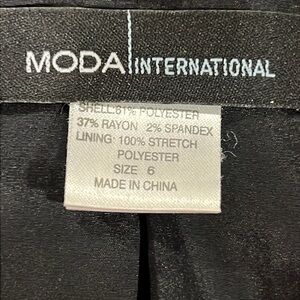 MODA INTERNATIONAL
SHELL:61% POLYESTER
37% RAYON 2% SPANDEX
LINING: 100% STRETCH
POLYESTER
SIZE 6
MADE IN CHINA